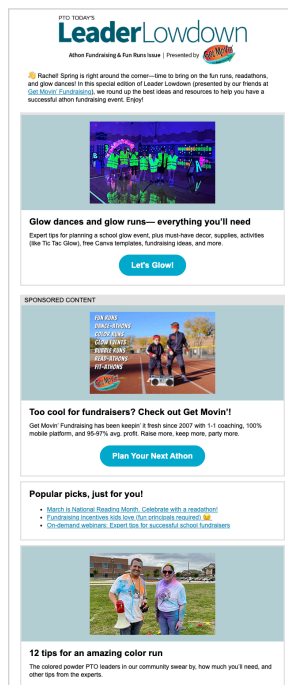 PTO TODAY'S
LeaderLowdown
Athon Fundraising & Fun Runs Issue | Presented by Get Movin'
👋 Rachel! Spring is right around the corner—time to bring on the fun runs, readathons,
and glow dances! In this special edition of Leader Lowdown (presented by our friends at
Get Movin' Fundraising), we round up the best ideas and resources to help you have a
successful athon fundraising event. Enjoy!
Glow dances and glow runs— everything you'll need
Expert tips for planning a school glow event, plus must-have decor, supplies, activities
(like Tic Tac Glow), free Canva templates, fundraising ideas, and more.
Let's Glow!
SPONSORED CONTENT
FUN RUNS
DANCE-ATHONS
COLOR RUNS
GLOW EVENTS
BUBBLE RUNS
READ-ATHONS
FIT-ATHONS
Get Movin'
Too cool for fundraisers? Check out Get Movin'!
Get Movin' Fundraising has been keepin' it fresh since 2007 with 1-1 coaching, 100%
mobile platform, and 95-97% avg. profit. Raise more, keep more, party more.
Plan Your Next Athon
Popular picks, just for you!
• March is National Reading Month. Celebrate with a readathon!
• Fundraising incentives kids love (fun principals required) 😉
• On-demand webinars: Expert tips for successful school fundraisers
12 tips for an amazing color run
The colored powder PTO leaders in our community swear by, how much you'll need, and
other tips from the experts.